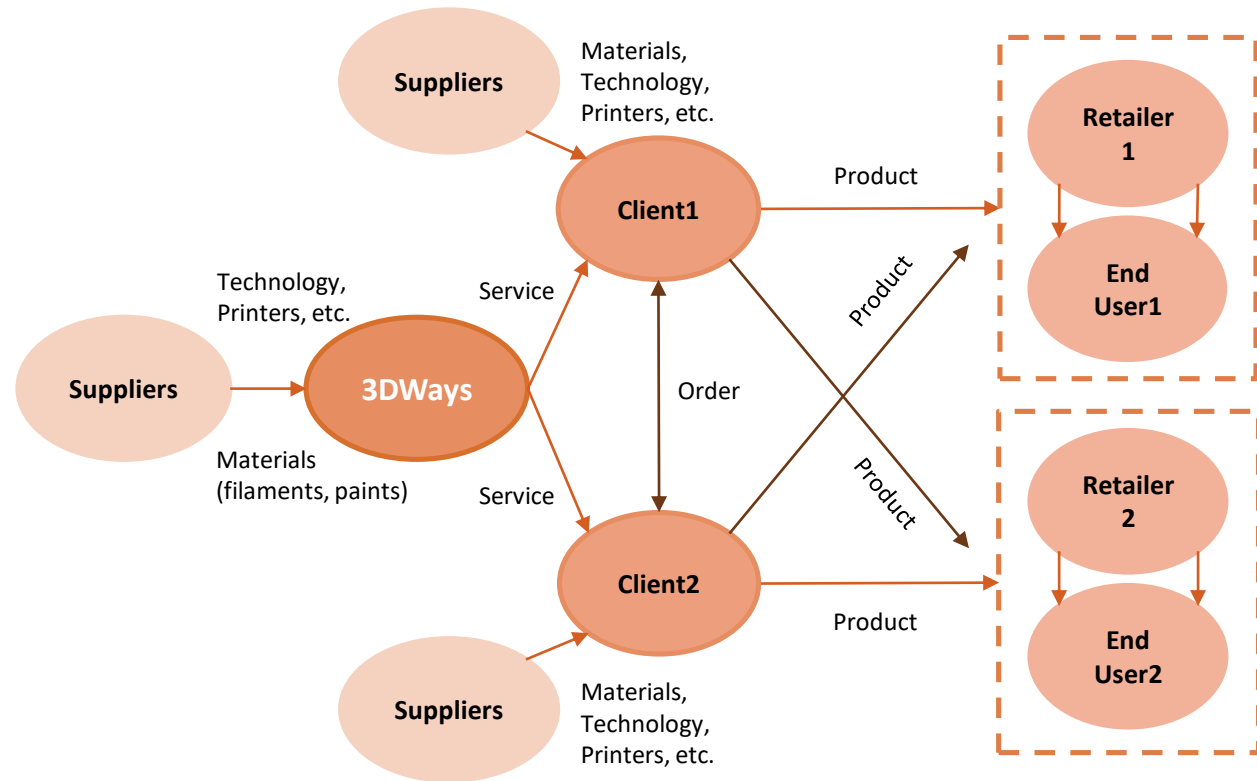 Suppliers
Materials,
Technology,
Printers, etc.
Client1
Product
Retailer
1
End
User1
Technology,
Printers, etc.
Service
Product
Suppliers
3DWays
Order
Materials
(filaments, paints)
Service
Product
Client2
Product
Retailer
2
End
User2
Suppliers
Materials,
Technology,
Printers, etc.